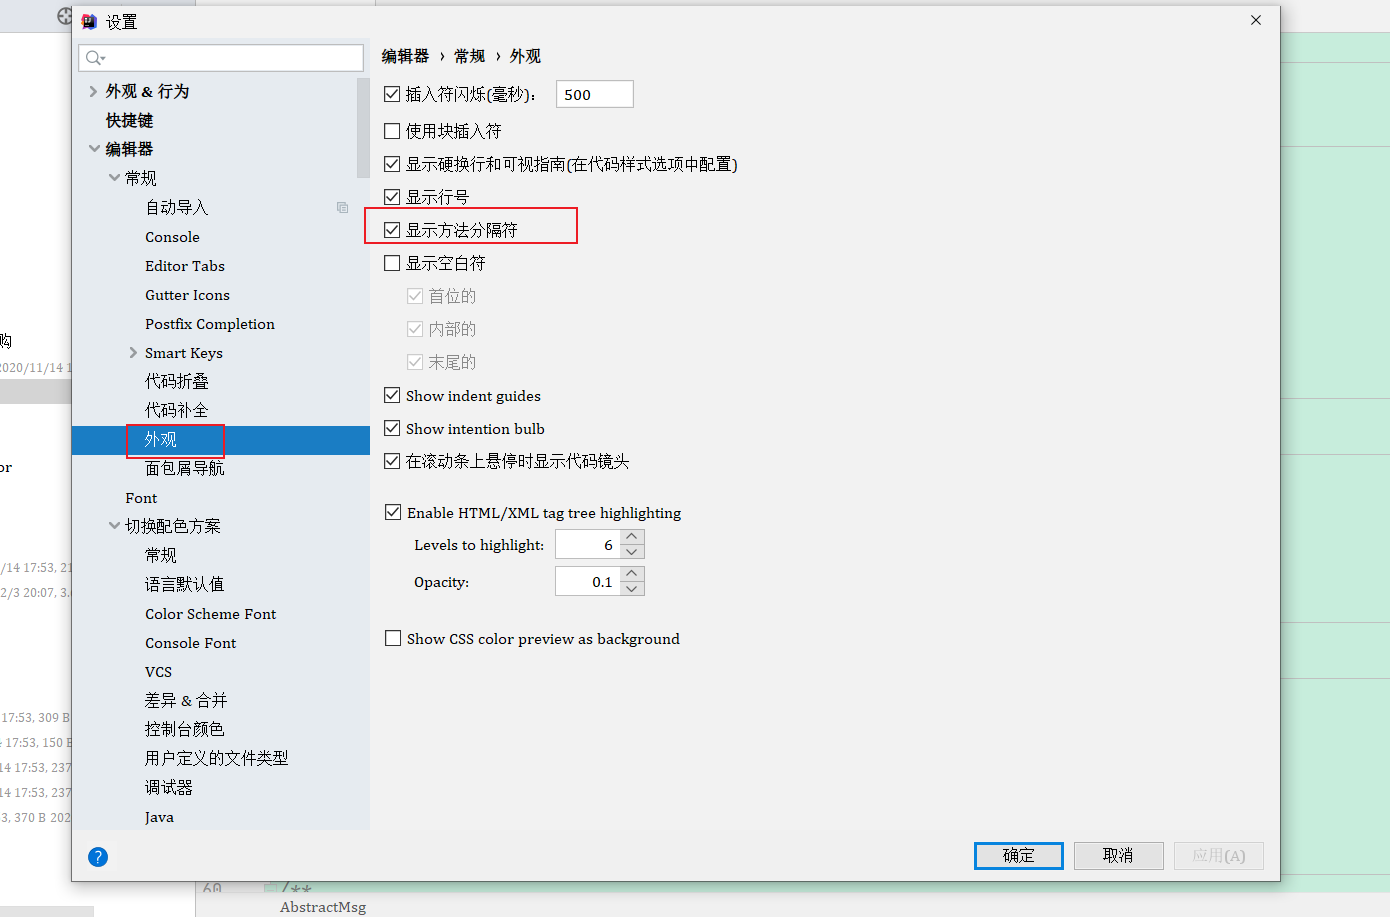 设置
编辑器 › 常规 › 外观
外观 & 行为
快捷键
编辑器
常规
自动导入
Console
Editor Tabs
Gutter Icons
Postfix Completion
Smart Keys
代码折叠
代码补全
外观
面包屑导航
Font
切换配色方案
常规
语言默认值
Color Scheme Font
Console Font
VCS
差异 & 合并
控制台颜色
用户定义的文件类型
调试器
Java
插入符闪烁(毫秒): 500
使用块插入符
显示硬换行和可视指南(在代码样式选项中配置)
显示行号
显示方法分隔符
显示空白符
首位的
内部的
末尾的
Show indent guides
Show intention bulb
在滚动条上悬停时显示代码镜头
Enable HTML/XML tag tree highlighting
Levels to highlight: 6
Opacity: 0.1
Show CSS color preview as background
?
确定 取消 应用(A)
购
2020/11/14 1
or
/14 17:53, 21
2/3 20:07, 3.
17:53, 309 B
17:53, 150 B
14 17:53, 237
14 17:53, 237
3, 370 B 202
60 /**
AbstractMsg